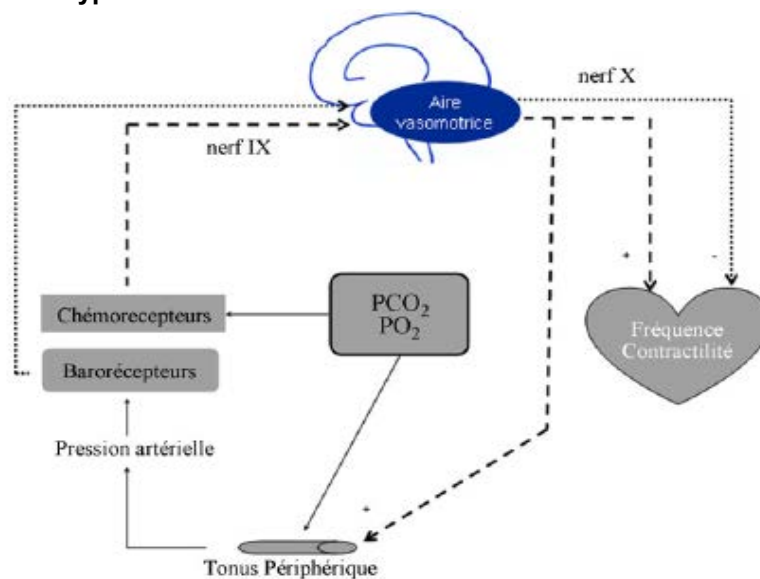 nerf X
Aire
vasomotrice
nerf IX
+
-
PCO₂
PO₂
Chémorecepteurs
Fréquence
Contractilité
Barorécepteurs
Pression artérielle
+
Tonus Périphérique